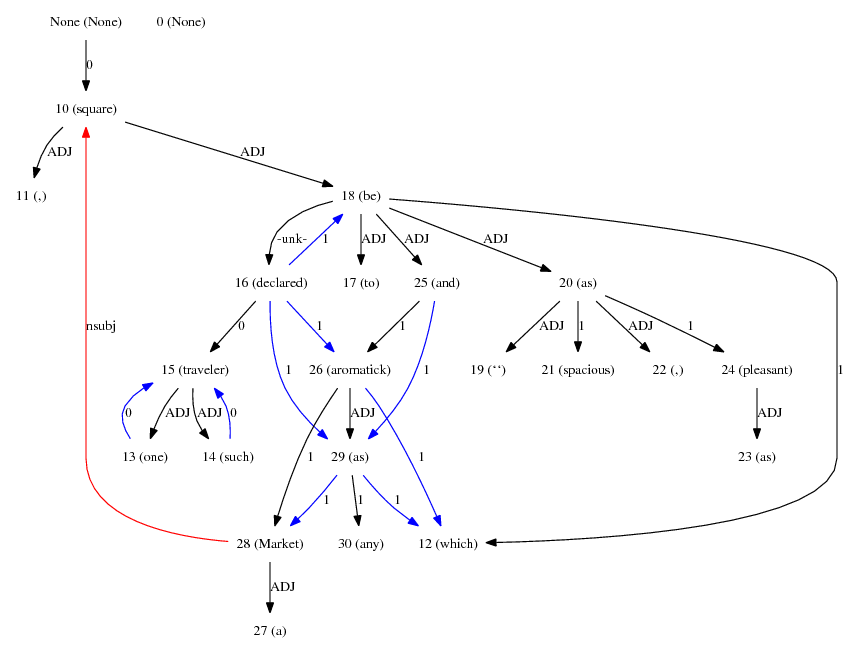 None (None) 0 (None)
0
10 (square)
ADJ ADJ
11 (,) 18 (be)
-unk- 1 ADJ ADJ ADJ
16 (declared) 17 (to) 25 (and) 20 (as)
nsubj 0 1 1 ADJ 1 ADJ 1
15 (traveler) 26 (aromatick) 19 (``) 21 (spacious) 22 (,) 24 (pleasant)
1 1 1
0 ADJ ADJ 0 ADJ ADJ
13 (one) 14 (such) 1 29 (as) 1 23 (as)
1 1 1
28 (Market) 30 (any) 12 (which)
ADJ
27 (a)